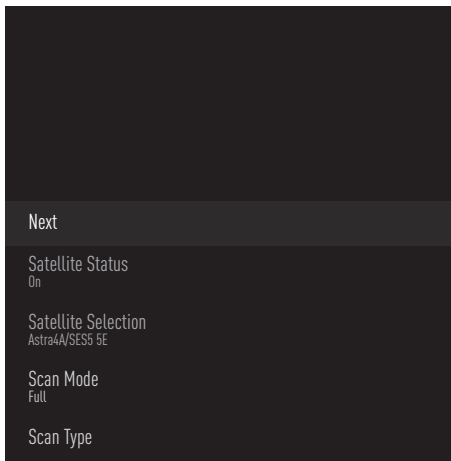 Next
Satellite Status
On
Satellite Selection
Astra4A/SES5 5E
Scan Mode
Full
Scan Type